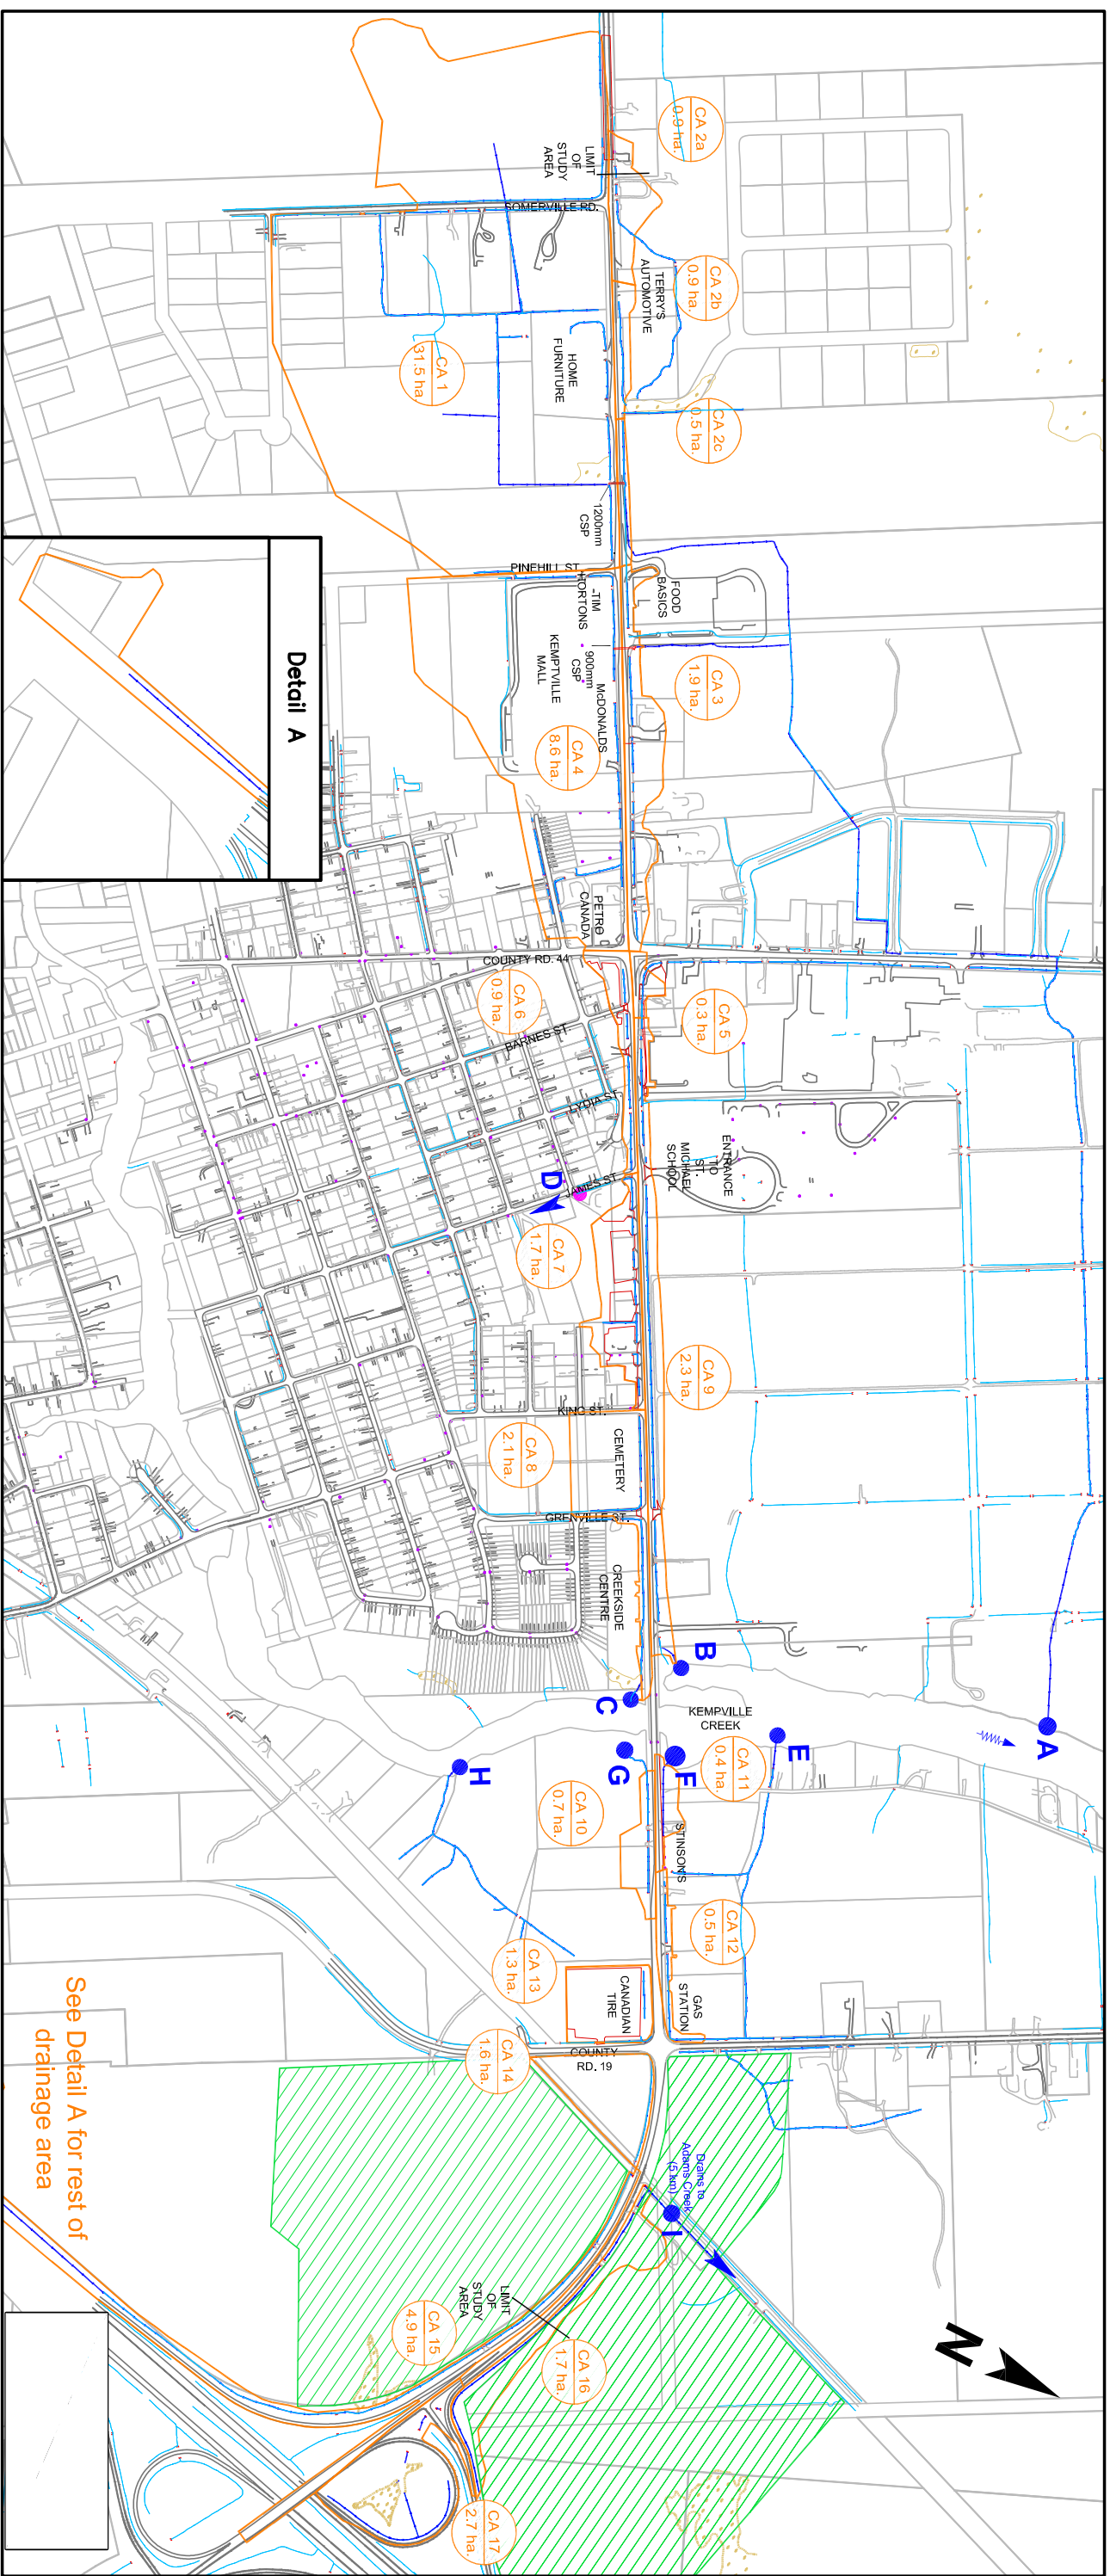 CA 2a
0.9 ha.
LIMIT
OF
STUDY
AREA
SOMERVILLE RD.
CA 2b
0.9 ha.
TERRY'S
AUTOMOTIVE
HOME
FURNITURE
CA 1
31.5 ha.
CA 2c
0.5 ha.
1200mm
CSP
PINEHILL ST.
TIM
HORTONS
FOOD
BASICS
900mm
CSP
KEMPTVILLE
MALL
McDONALDS
CA 3
1.9 ha.
CA 4
8.6 ha.
Detail A
PETRO
CANADA
COUNTY RD. 44
CA 6
0.9 ha.
CA 5
0.3 ha.
BARNES ST.
LYDIA ST.
ENTRANCE
TO
ST.
MICHAEL
SCHOOL
JAMES ST.
D
CA 7
1.7 ha.
CA 9
2.3 ha.
KING ST.
CA 8
2.1 ha.
CEMETERY
GRENVILLE ST.
CREEKSIDE
CENTRE
B
C
KEMPVILLE
CREEK
A
E
F
G
H
CA 11
0.4 ha.
CA 10
0.7 ha.
STINSON'S
CA 12
0.5 ha.
CA 13
1.3 ha.
CANADIAN
TIRE
GAS
STATION
COUNTY
RD. 19
CA 14
1.6 ha.
Drains to
Adams Creek
(5 km)
I
See Detail A for rest of
drainage area
LIMIT
OF
STUDY
AREA
CA 15
4.9 ha.
CA 16
1.7 ha.
CA 17
2.7 ha.
N